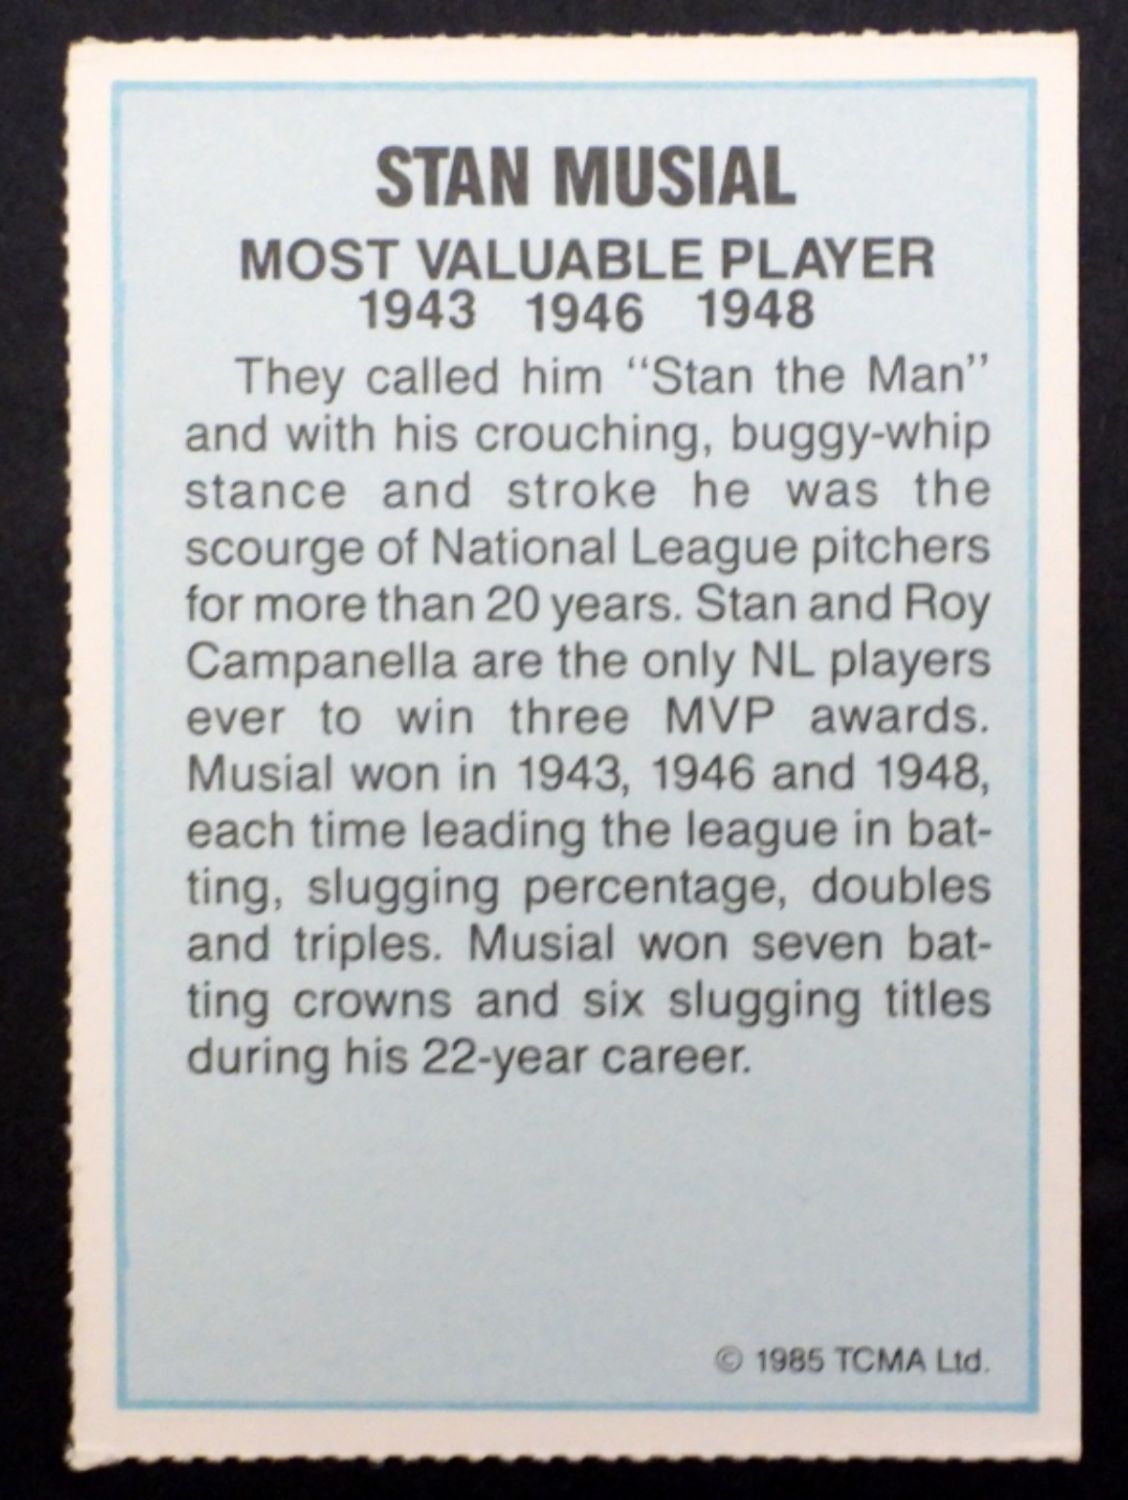 STAN MUSIAL
MOST VALUABLE PLAYER
1943 1946 1948
They called him “Stan the Man”
and with his crouching, buggy-whip
stance and stroke he was the
scourge of National League pitchers
for more than 20 years. Stan and Roy
Campanella are the only NL players
ever to win three MVP awards.
Musial won in 1943, 1946 and 1948,
each time leading the league in bat-
ting, slugging percentage, doubles
and triples. Musial won seven bat-
ting crowns and six slugging titles
during his 22-year career.
© 1985 TCMA Ltd.